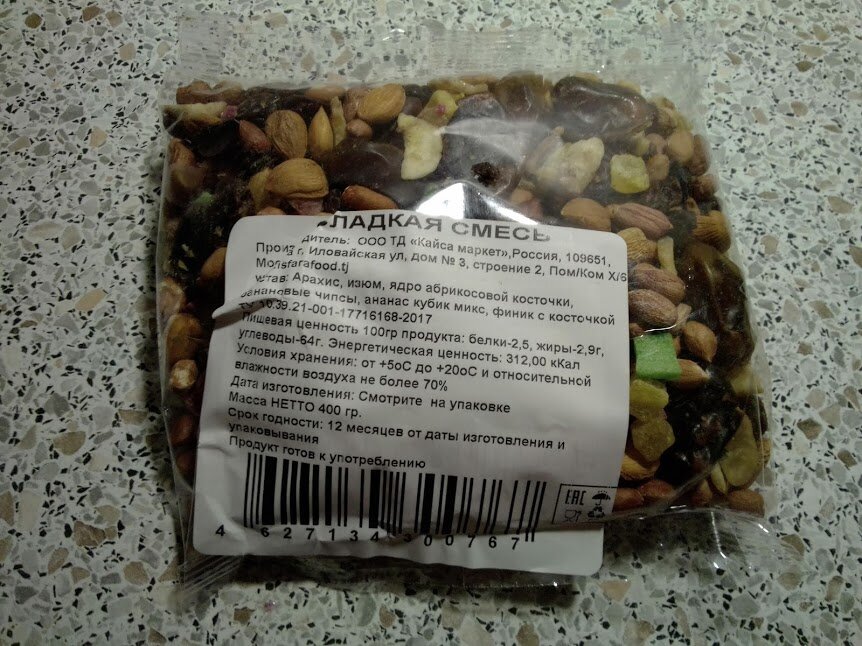 СЛАДКАЯ СМЕСЬ
дитель: ООО ТД «Кайса маркет»,Россия, 109651,
г. Иловайская ул, дом № 3, строение 2, Пом/Ком X/6
Арахис, изюм, ядро абрикосовой косточки,
банановые чипсы, ананас кубик микс, финик с косточкой
10.39.21-001-17716168-2017
Пищевая ценность 100гр продукта: белки-2,5, жиры-2,9г,
углеводы-64г. Энергетическая ценность: 312,00 кКал
Условия хранения: от +5оС до +20оС и относительной
влажности воздуха не более 70%
Дата изготовления: Смотрите на упаковке
Масса НЕТТО 400 гр.
Срок годности: 12 месяцев от даты изготовления и
упаковывания
Продукт готов к употреблению
4 627134 300767
EAC